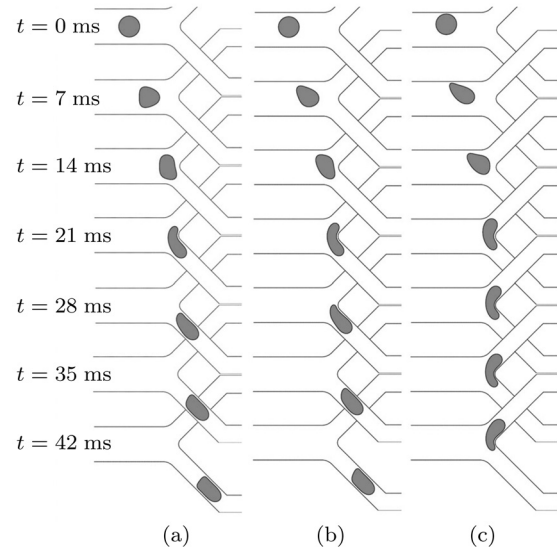 t = 0 ms
t = 7 ms
t = 14 ms
t = 21 ms
t = 28 ms
t = 35 ms
t = 42 ms
(a) (b) (c)